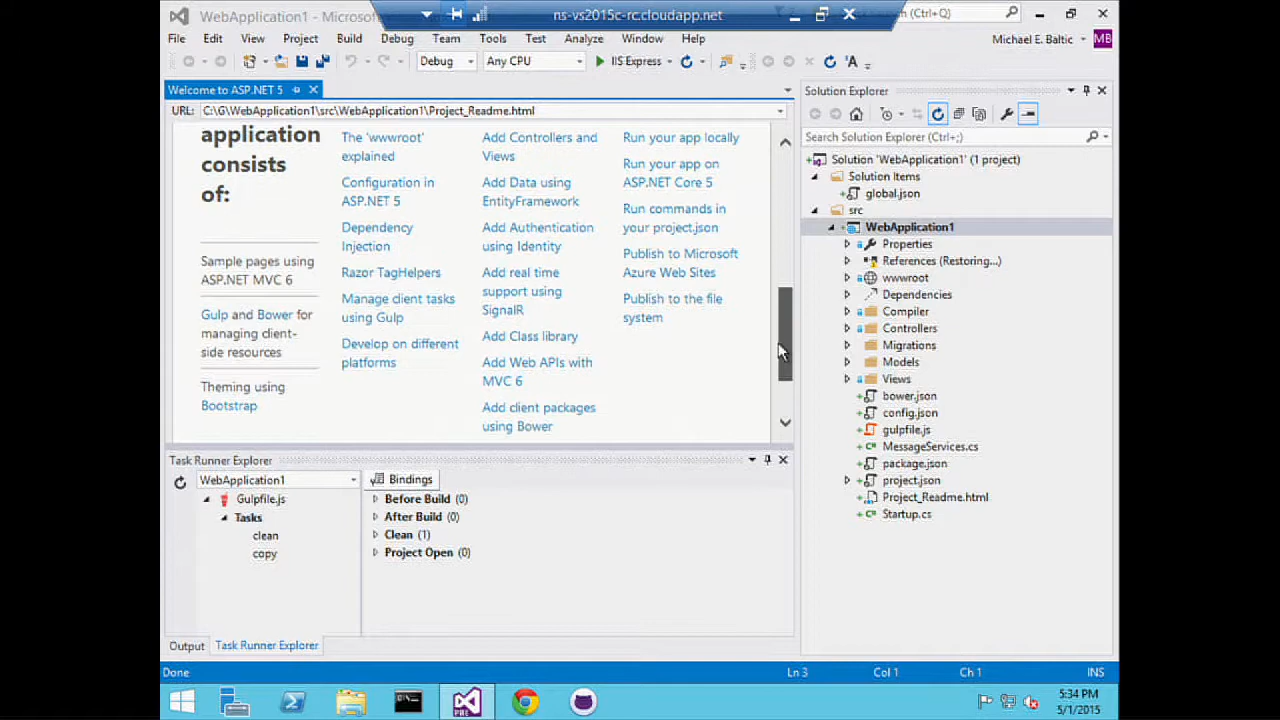 WebApplication1 - Microsof
ns-vs2015c-rc.cloudapp.net
(Ctrl+Q)
File Edit View Project Build Debug Team Tools Test Analyze Window Help
Michael E. Baltic MB
Debug Any CPU IIS Express
Welcome to ASP.NET 5
URL: C:\G\WebApplication1\src\WebApplication1\Project_Readme.html
application
consists
of:
Sample pages using
ASP.NET MVC 6
Gulp and Bower for
managing client-
side resources
Theming using
Bootstrap
The 'wwwroot'
explained
Configuration in
ASP.NET 5
Dependency
Injection
Razor TagHelpers
Manage client tasks
using Gulp
Develop on different
platforms
Add Controllers and
Views
Add Data using
EntityFramework
Add Authentication
using Identity
Add real time
support using
SignalR
Add Class library
Add Web APIs with
MVC 6
Add client packages
using Bower
Run your app locally
Run your app on
ASP.NET Core 5
Run commands in
your project.json
Publish to Microsoft
Azure Web Sites
Publish to the file
system
Solution Explorer
Search Solution Explorer (Ctrl+;)
Solution 'WebApplication1' (1 project)
Solution Items
global.json
src
WebApplication1
Properties
References (Restoring...)
wwwroot
Dependencies
Compiler
Controllers
Migrations
Models
Views
bower.json
config.json
gulpfile.js
MessageServices.cs
package.json
project.json
Project_Readme.html
Startup.cs
Task Runner Explorer
WebApplication1
Gulpfile.js
Tasks
clean
copy
Bindings
Before Build (0)
After Build (0)
Clean (1)
Project Open (0)
Output Task Runner Explorer
Done Ln 3 Col 1 Ch 1 INS
5:34 PM
5/1/2015